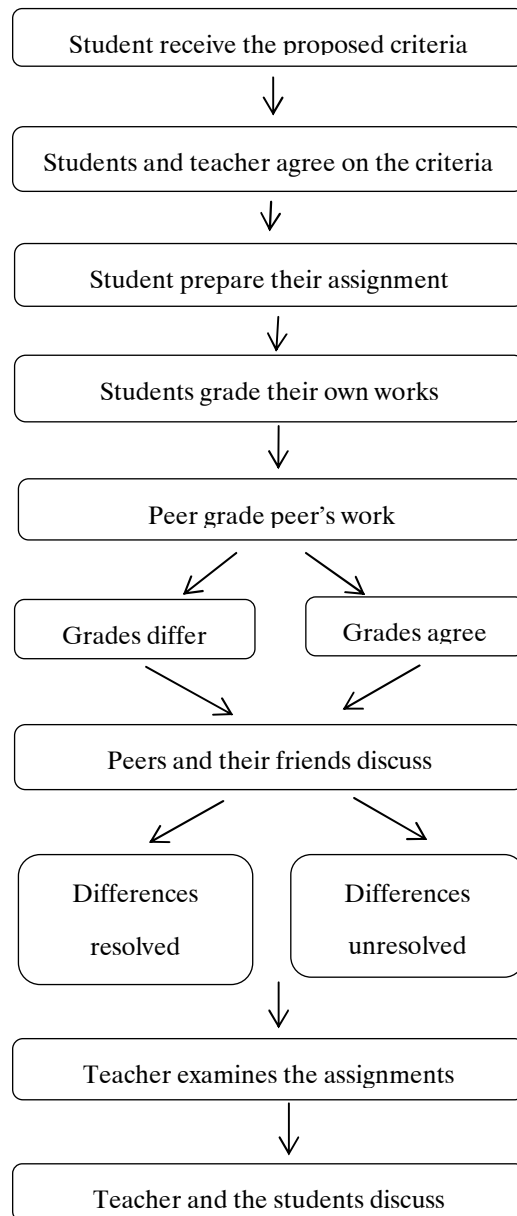 Student receive the proposed criteria
Students and teacher agree on the criteria
Student prepare their assignment
Students grade their own works
Peer grade peer’s work
Grades differ
Grades agree
Peers and their friends discuss
Differences
resolved
Differences
unresolved
Teacher examines the assignments
Teacher and the students discuss